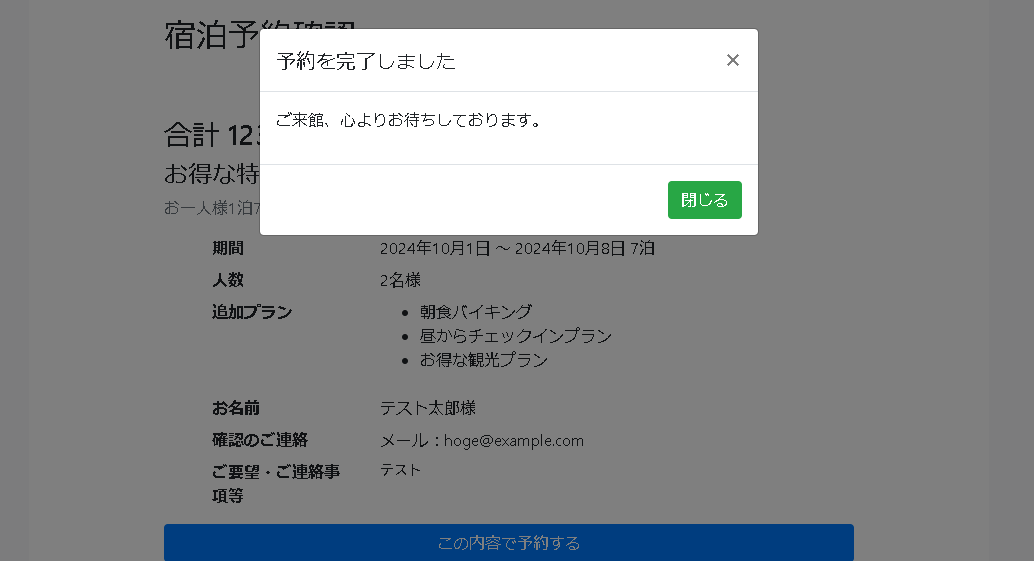 宿泊予約確認
予約を完了しました
×
ご来館、心よりお待ちしております。
閉じる
合計 123
お得な特
お一人様1泊7
期間 2024年10月1日 〜 2024年10月8日 7泊
人数 2名様
追加プラン
• 朝食バイキング
• 昼からチェックインプラン
• お得な観光プラン
お名前 テスト太郎様
確認のご連絡 メール：hoge@example.com
ご要望・ご連絡事 テスト
項等
この内容で予約する